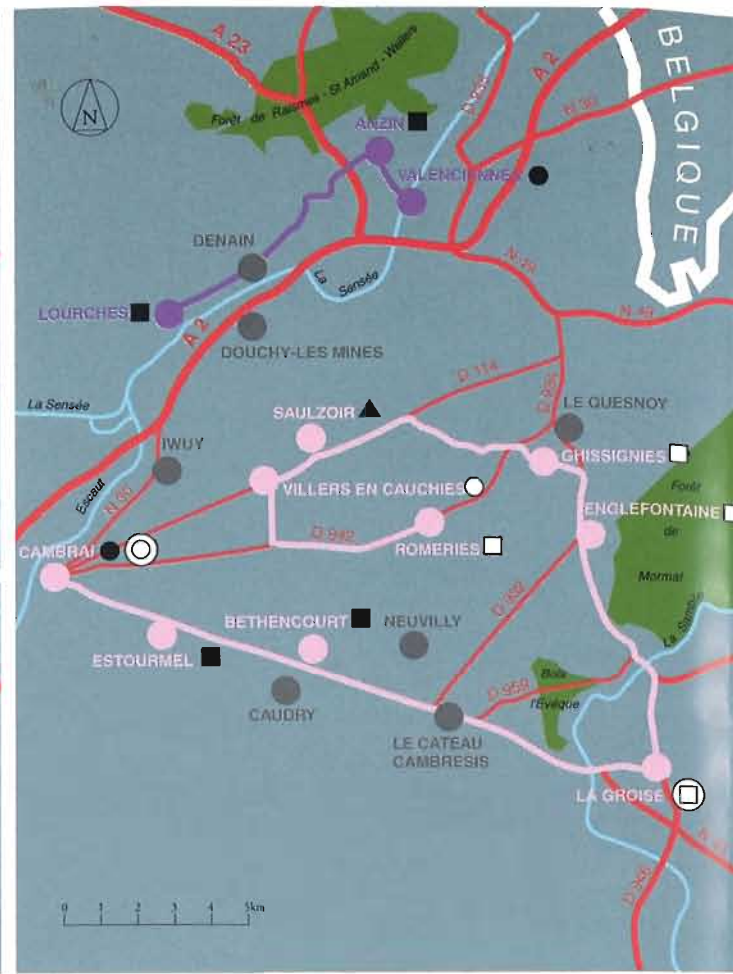 A 23
BELGIQUE
A 2
N 30
Forêt de Raismes - St Amand - Wallers
N
ANZIN
VALENCIENNES
DENAIN
La Sensée
N 49
LOURCHES
A 2
N 49
DOUCHY-LES MINES
D 114
La Sensée
SAULZOIR
LE QUESNOY
IWUY
GHISSIGNIES
Escaut
VILLERS EN CAUCHIES
Forêt
de
Mormal
ENGLEFONTAINE
CAMBRAI
D 942
ROMERIES
D 932
La Sambre
BETHENCOURT
NEUVILLY
ESTOURMEL
D 959
Bois
l'Evêque
CAUDRY
LE CATEAU
CAMBRESIS
LA GROISE
0 1 2 3 4 5km